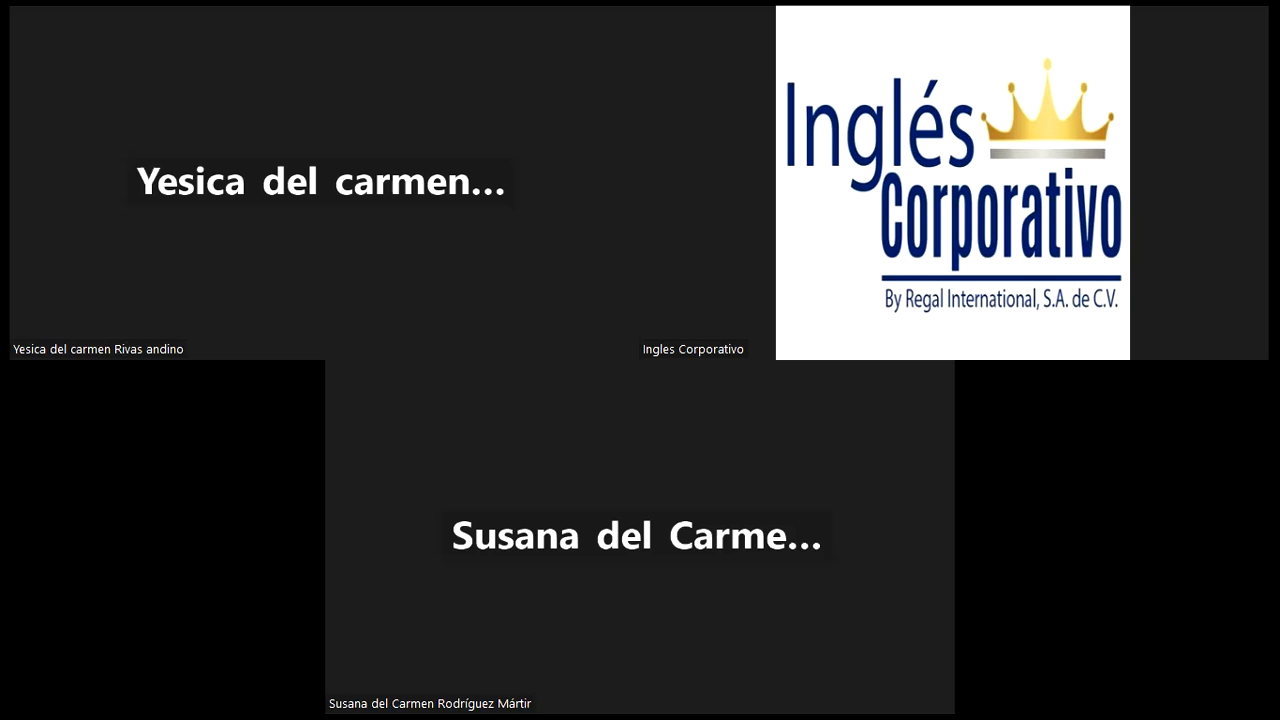 Yesica del carmen...
Yesica del carmen Rivas andino
Inglés
Corporativo
By Regal International, S.A. de C.V.
Ingles Corporativo
Susana del Carme...
Susana del Carmen Rodríguez Mártir